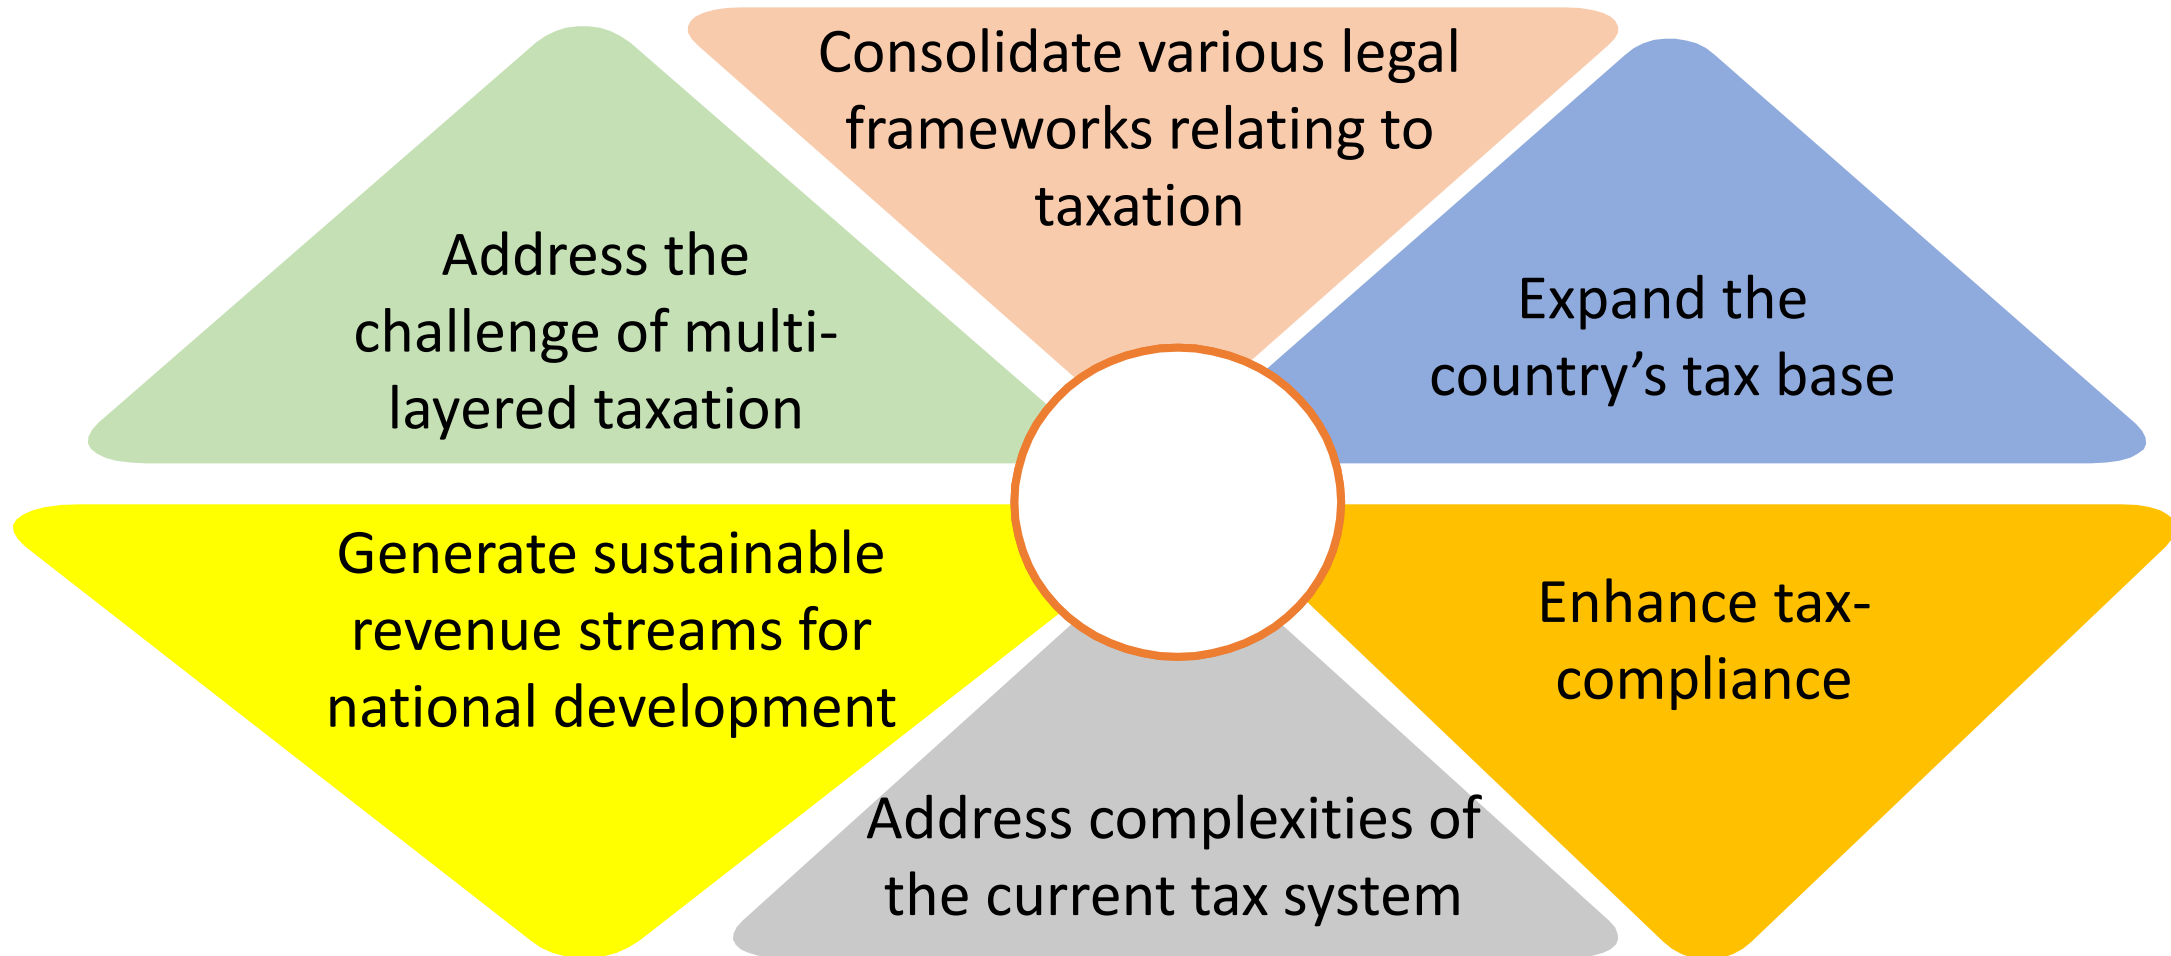 Consolidate various legal
frameworks relating to
taxation
Expand the
country’s tax base
Enhance tax-
compliance
Address complexities of
the current tax system
Generate sustainable
revenue streams for
national development
Address the
challenge of multi-
layered taxation